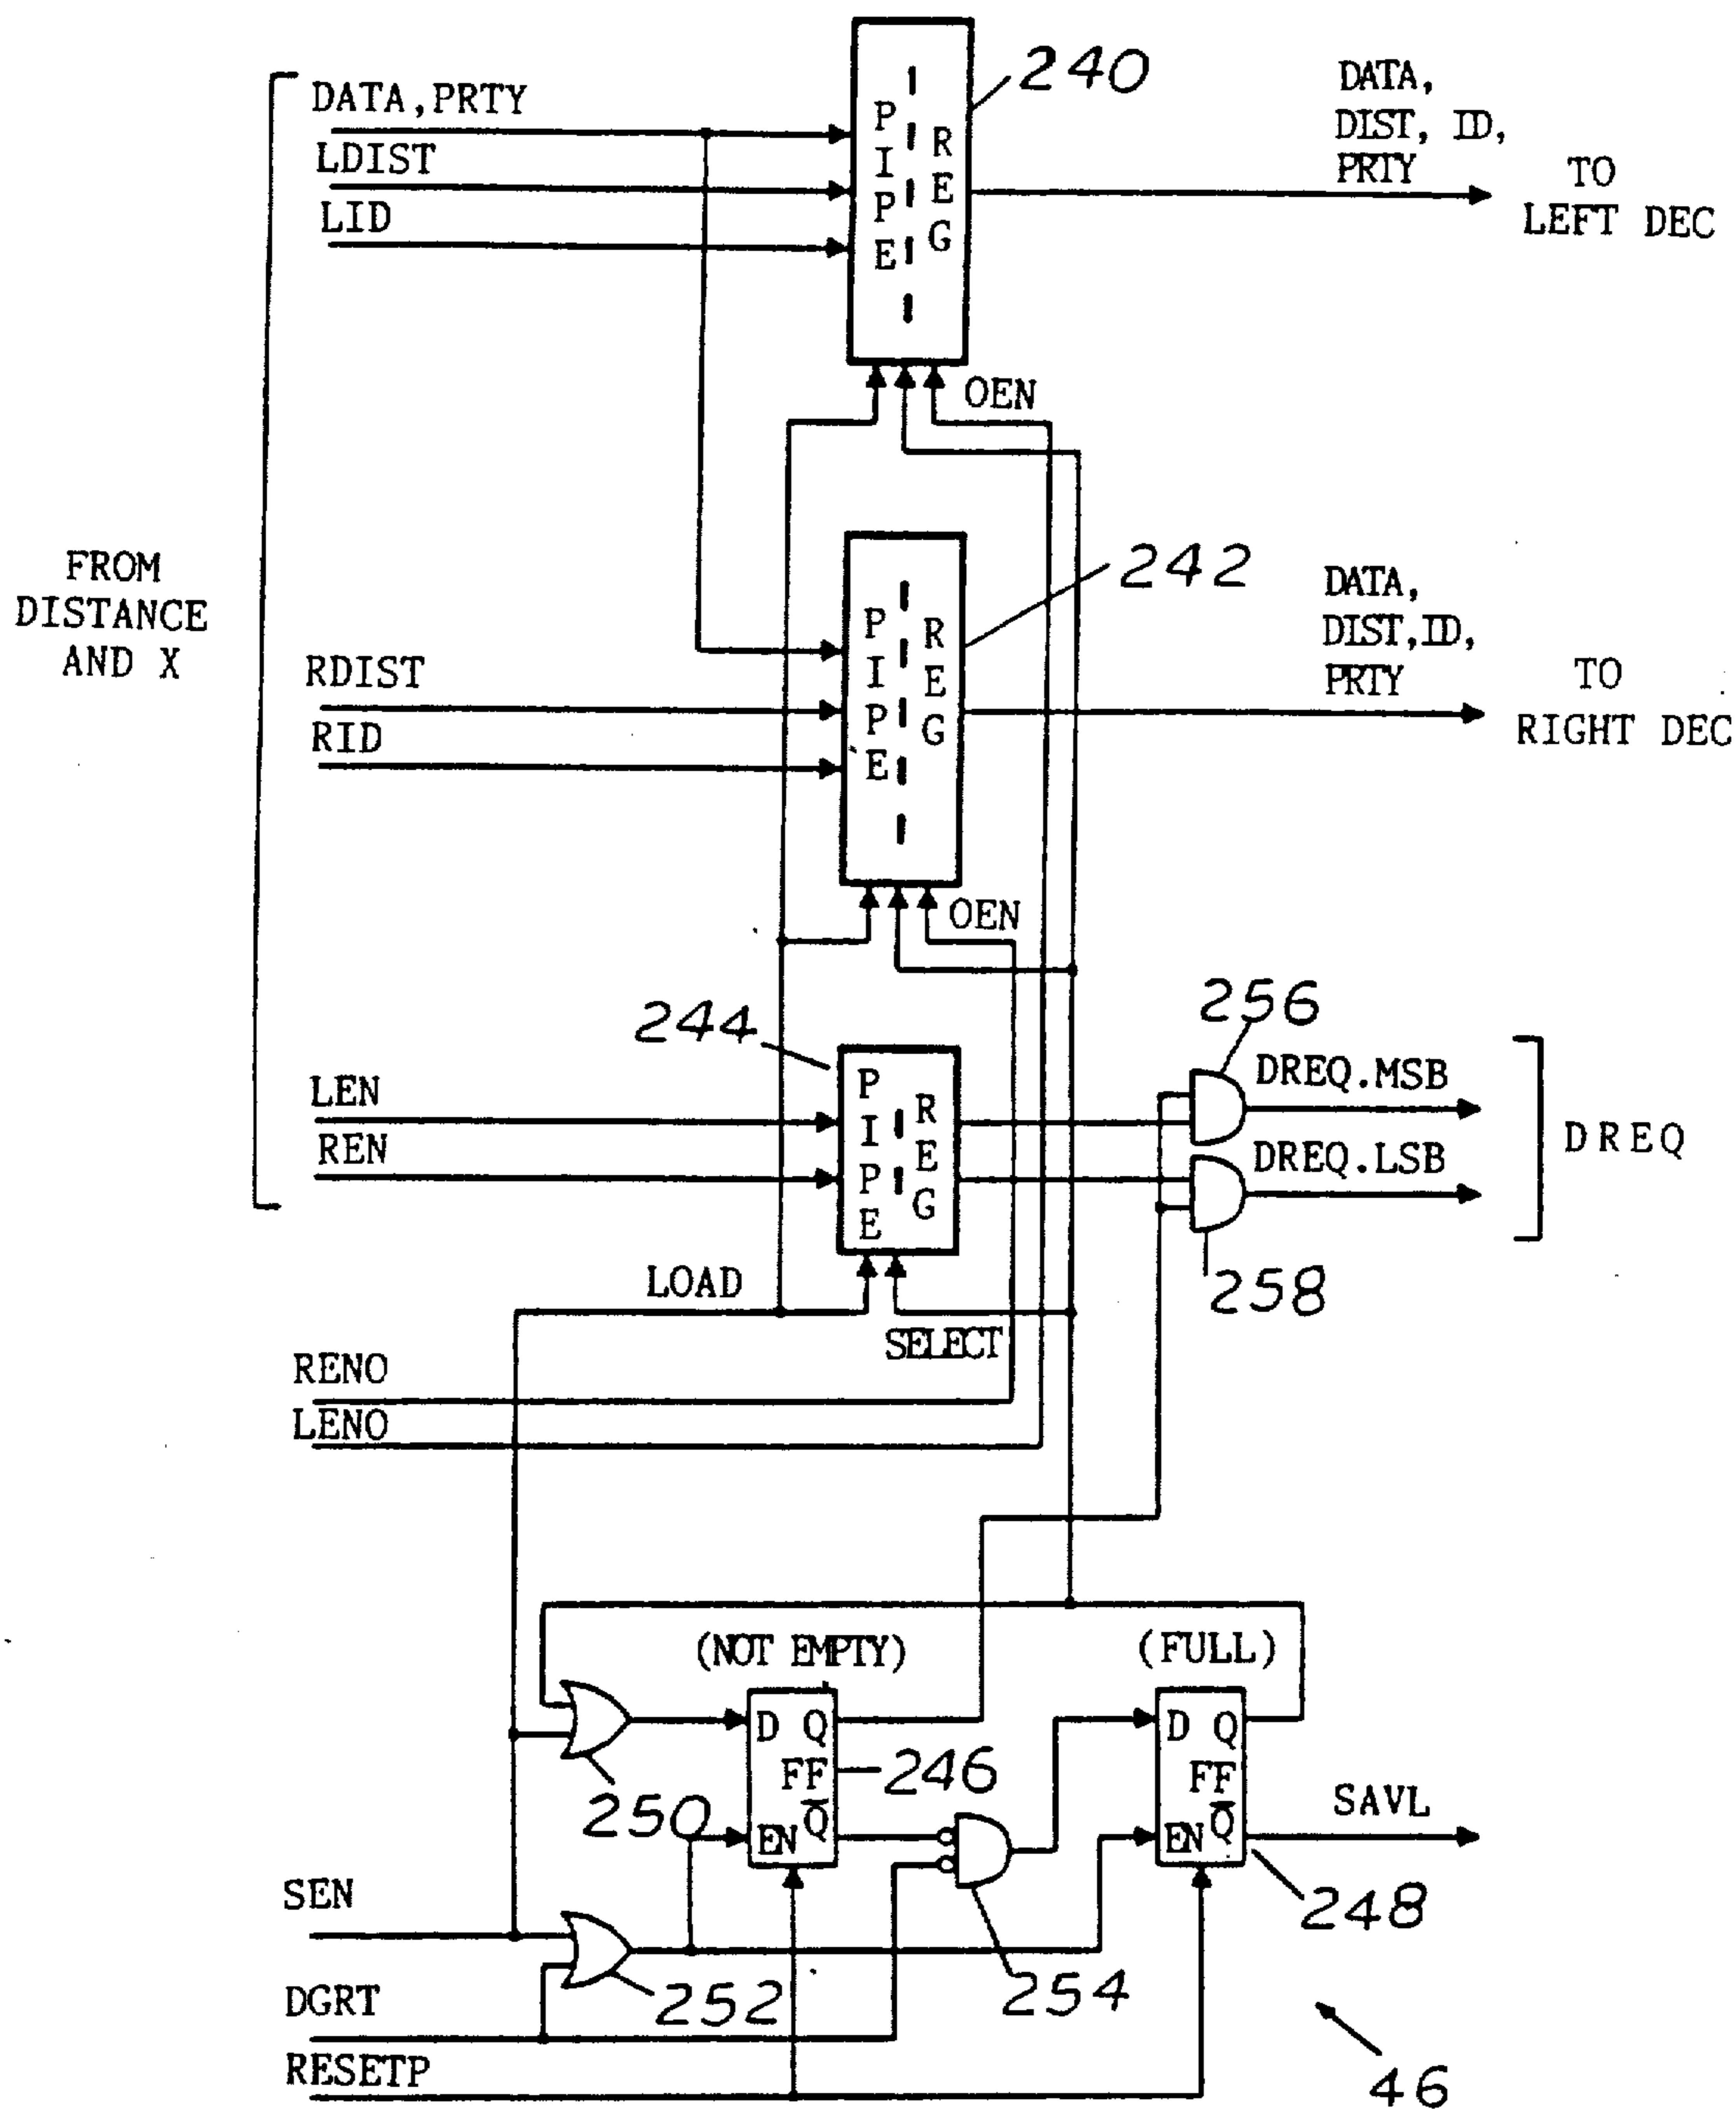 240
DATA,
DIST, ID,
PRTY
TO
LEFT DEC
DATA,PRTY
LDIST
LID
PIPE
REG
OEN
FROM
DISTANCE
AND X
242
DATA,
DIST,ID,
PRTY
TO
RIGHT DEC
RDIST
RID
PIPE
REG
OEN
244
256
LEN
REN
PIPE
REG
DREQ.MSB
DREQ.LSB
DREQ
258
LOAD
SELECT
RENO
LENO
(NOT EMPTY)
(FULL)
D Q
FF
EN Q̅
246
D Q
FF
EN Q̅
SAVL
250
248
SEN
252
254
DGRT
RESETP
46